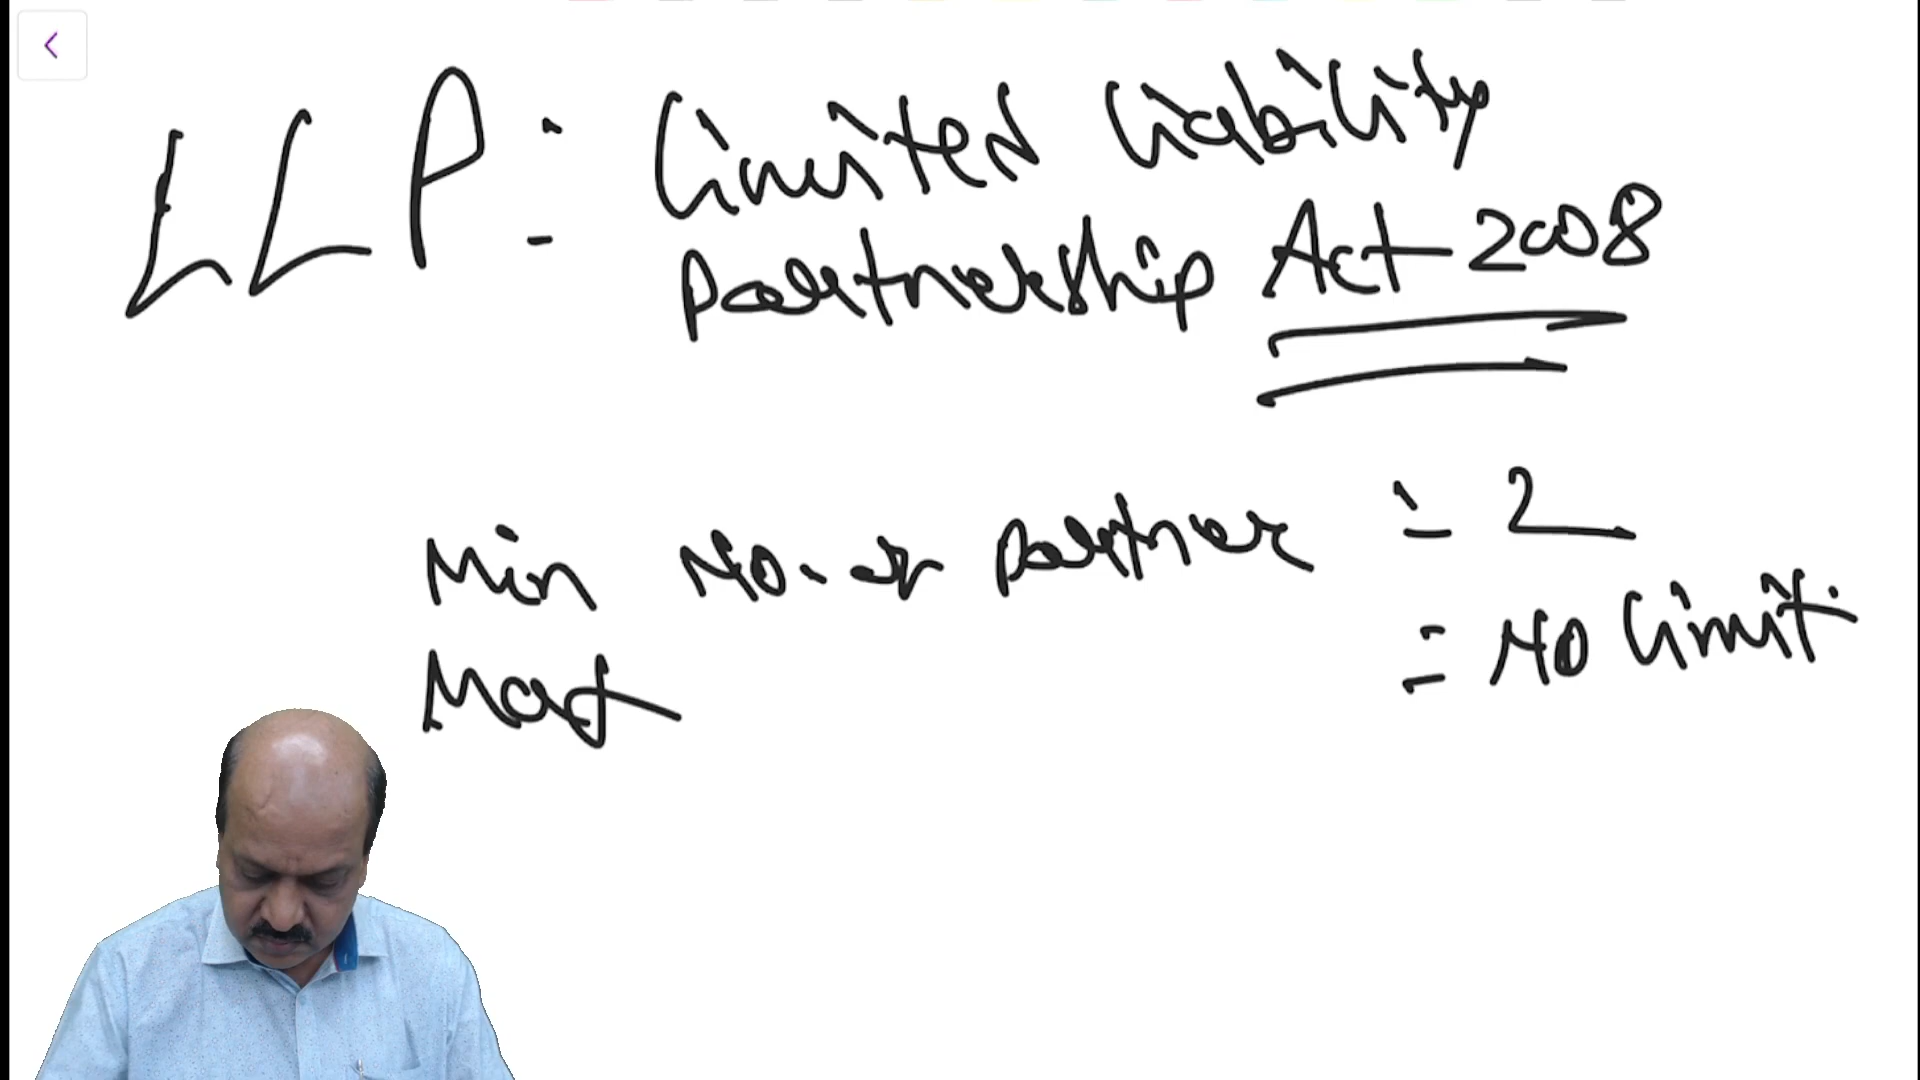 LLP : Limited Liability
Partnership Act 2008
Min No. of Partner = 2
Max = No Limit.